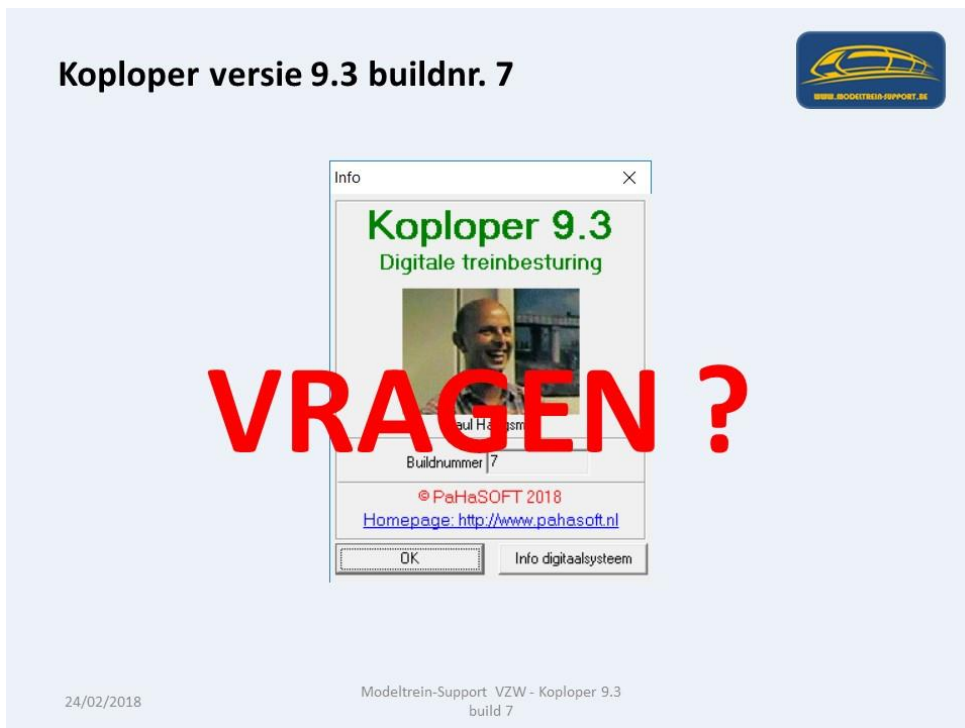 Koploper versie 9.3 buildnr. 7
WWW.MODELTREIN-SUPPORT.BE
Info
Koploper 9.3
Digitale treinbesturing
VRAGEN ?
Buildnummer 7
© PaHaSOFT 2018
Homepage: http://www.pahasoft.nl
OK
Info digitaalsysteem
24/02/2018
Modeltrein-Support VZW - Koploper 9.3
build 7